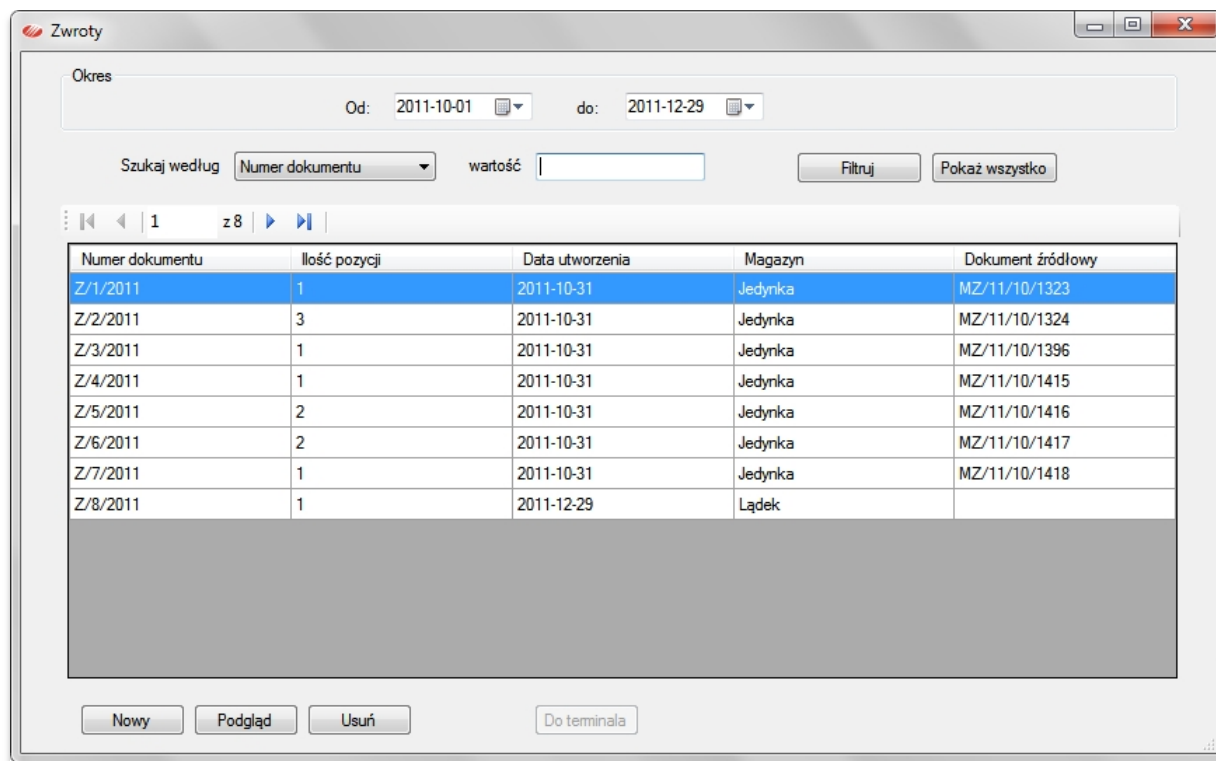 Zwroty
Okres
Od: 2011-10-01 do: 2011-12-29
Szukaj według Numer dokumentu wartość Filtruj Pokaż wszystko
1 z 8
Numer dokumentu Ilość pozycji Data utworzenia Magazyn Dokument źródłowy
Z/1/2011 1 2011-10-31 Jedynka MZ/11/10/1323
Z/2/2011 3 2011-10-31 Jedynka MZ/11/10/1324
Z/3/2011 1 2011-10-31 Jedynka MZ/11/10/1396
Z/4/2011 1 2011-10-31 Jedynka MZ/11/10/1415
Z/5/2011 2 2011-10-31 Jedynka MZ/11/10/1416
Z/6/2011 2 2011-10-31 Jedynka MZ/11/10/1417
Z/7/2011 1 2011-10-31 Jedynka MZ/11/10/1418
Z/8/2011 1 2011-12-29 Lądek
Nowy Podgląd Usuń Do terminala